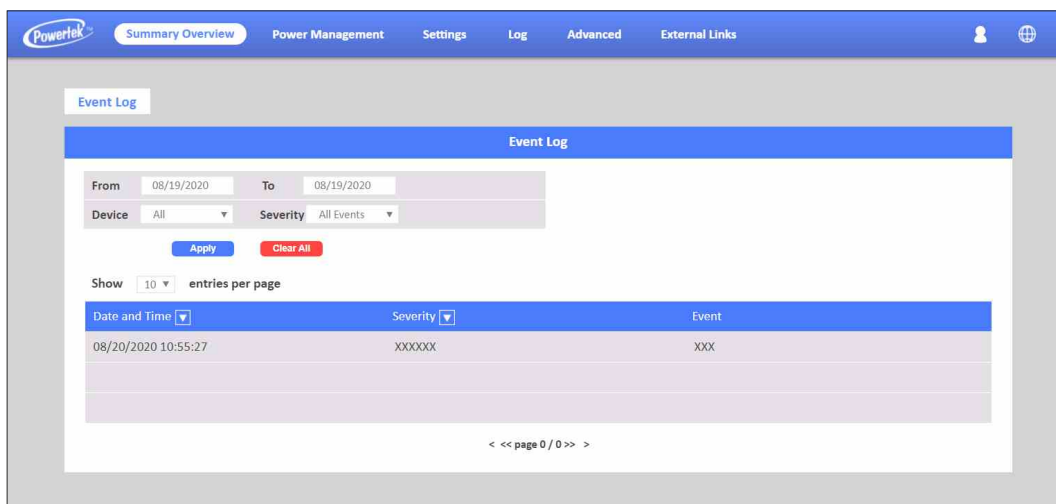 Powertek™ Summary Overview Power Management Settings Log Advanced External Links
Event Log
Event Log
From 08/19/2020 To 08/19/2020
Device All Severity All Events
Apply Clear All
Show 10 entries per page
Date and Time Severity Event
08/20/2020 10:55:27 XXXXXX XXX
< << page 0 / 0 >> >